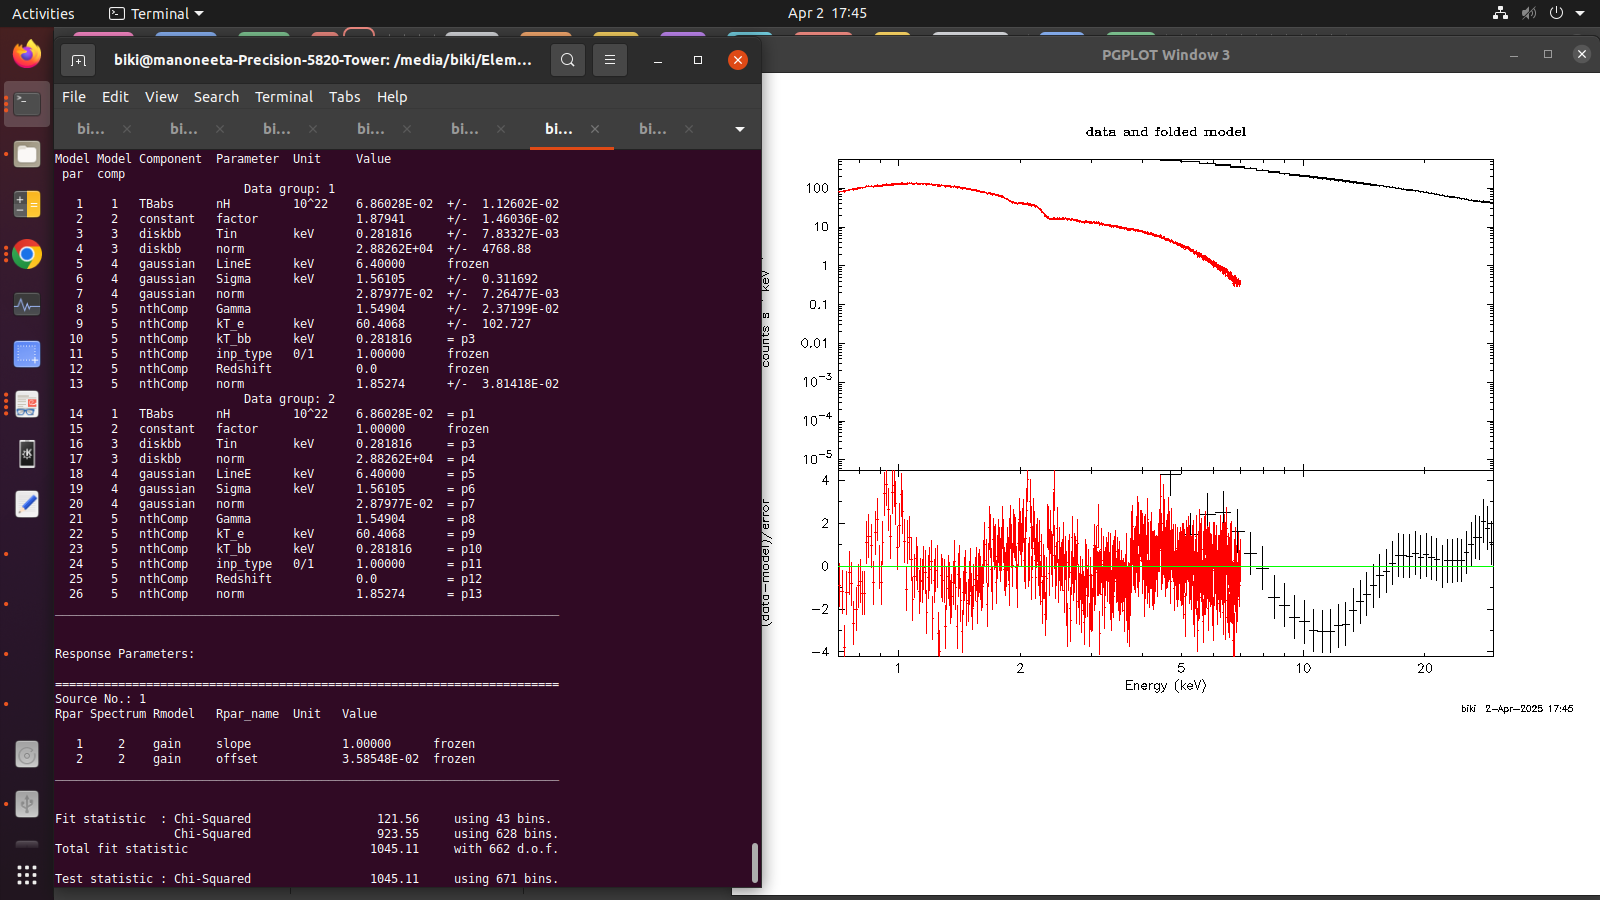 Activities
Terminal
Apr 2 17:45
biki@manoneeta-Precision-5820-Tower: /media/biki/Elem...
File Edit View Search Terminal Tabs Help
bi... bi... bi... bi... bi... bi... bi...
Model Model Component Parameter Unit Value
par comp
Data group: 1
1 1 TBabs nH 10^22 6.86028E-02 +/- 1.12602E-02
2 2 constant factor 1.87941 +/- 1.46036E-02
3 3 diskbb Tin keV 0.281816 +/- 7.83327E-03
4 3 diskbb norm 2.88262E+04 +/- 4768.88
5 4 gaussian LineE keV 6.40000 frozen
6 4 gaussian Sigma keV 1.56105 +/- 0.311692
7 4 gaussian norm 2.87977E-02 +/- 7.26477E-03
8 5 nthComp Gamma 1.54904 +/- 2.37199E-02
9 5 nthComp kT_e keV 60.4068 +/- 102.727
10 5 nthComp kT_bb keV 0.281816 = p3
11 5 nthComp inp_type 0/1 1.00000 frozen
12 5 nthComp Redshift 0.0 frozen
13 5 nthComp norm 1.85274 +/- 3.81418E-02
Data group: 2
14 1 TBabs nH 10^22 6.86028E-02 = p1
15 2 constant factor 1.00000 frozen
16 3 diskbb Tin keV 0.281816 = p3
17 3 diskbb norm 2.88262E+04 = p4
18 4 gaussian LineE keV 6.40000 = p5
19 4 gaussian Sigma keV 1.56105 = p6
20 4 gaussian norm 2.87977E-02 = p7
21 5 nthComp Gamma 1.54904 = p8
22 5 nthComp kT_e keV 60.4068 = p9
23 5 nthComp kT_bb keV 0.281816 = p10
24 5 nthComp inp_type 0/1 1.00000 = p11
25 5 nthComp Redshift 0.0 = p12
26 5 nthComp norm 1.85274 = p13
Response Parameters:
Source No.: 1
Rpar Spectrum Rmodel Rpar_name Unit Value
1 2 gain slope 1.00000 frozen
2 2 gain offset 3.58548E-02 frozen
Fit statistic : Chi-Squared 121.56 using 43 bins.
Chi-Squared 923.55 using 628 bins.
Total fit statistic 1045.11 with 662 d.o.f.
Test statistic : Chi-Squared 1045.11 using 671 bins.
PGPLOT Window 3
data and folded model
100
10
1
0.1
0.01
10⁻³
10⁻⁴
10⁻⁵
counts s keV
4
2
0
−2
−4
(data−model)/error
1 2 5 10 20
Energy (keV)
biki 2-Apr-2025 17:45